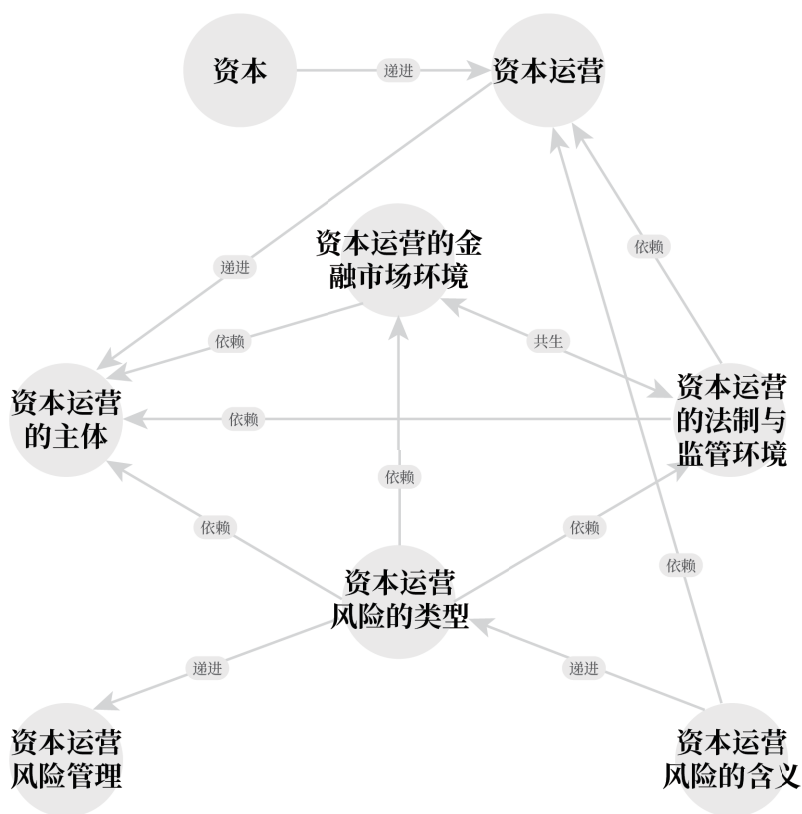 资本
递进
资本运营
依赖
资本运营的金
融市场环境
递进
依赖
共生
资本运营
的主体
依赖
资本运营
的法制与
监管环境
依赖
依赖
依赖
依赖
资本运营
风险的类型
递进
递进
资本运营
风险管理
资本运营
风险的含义